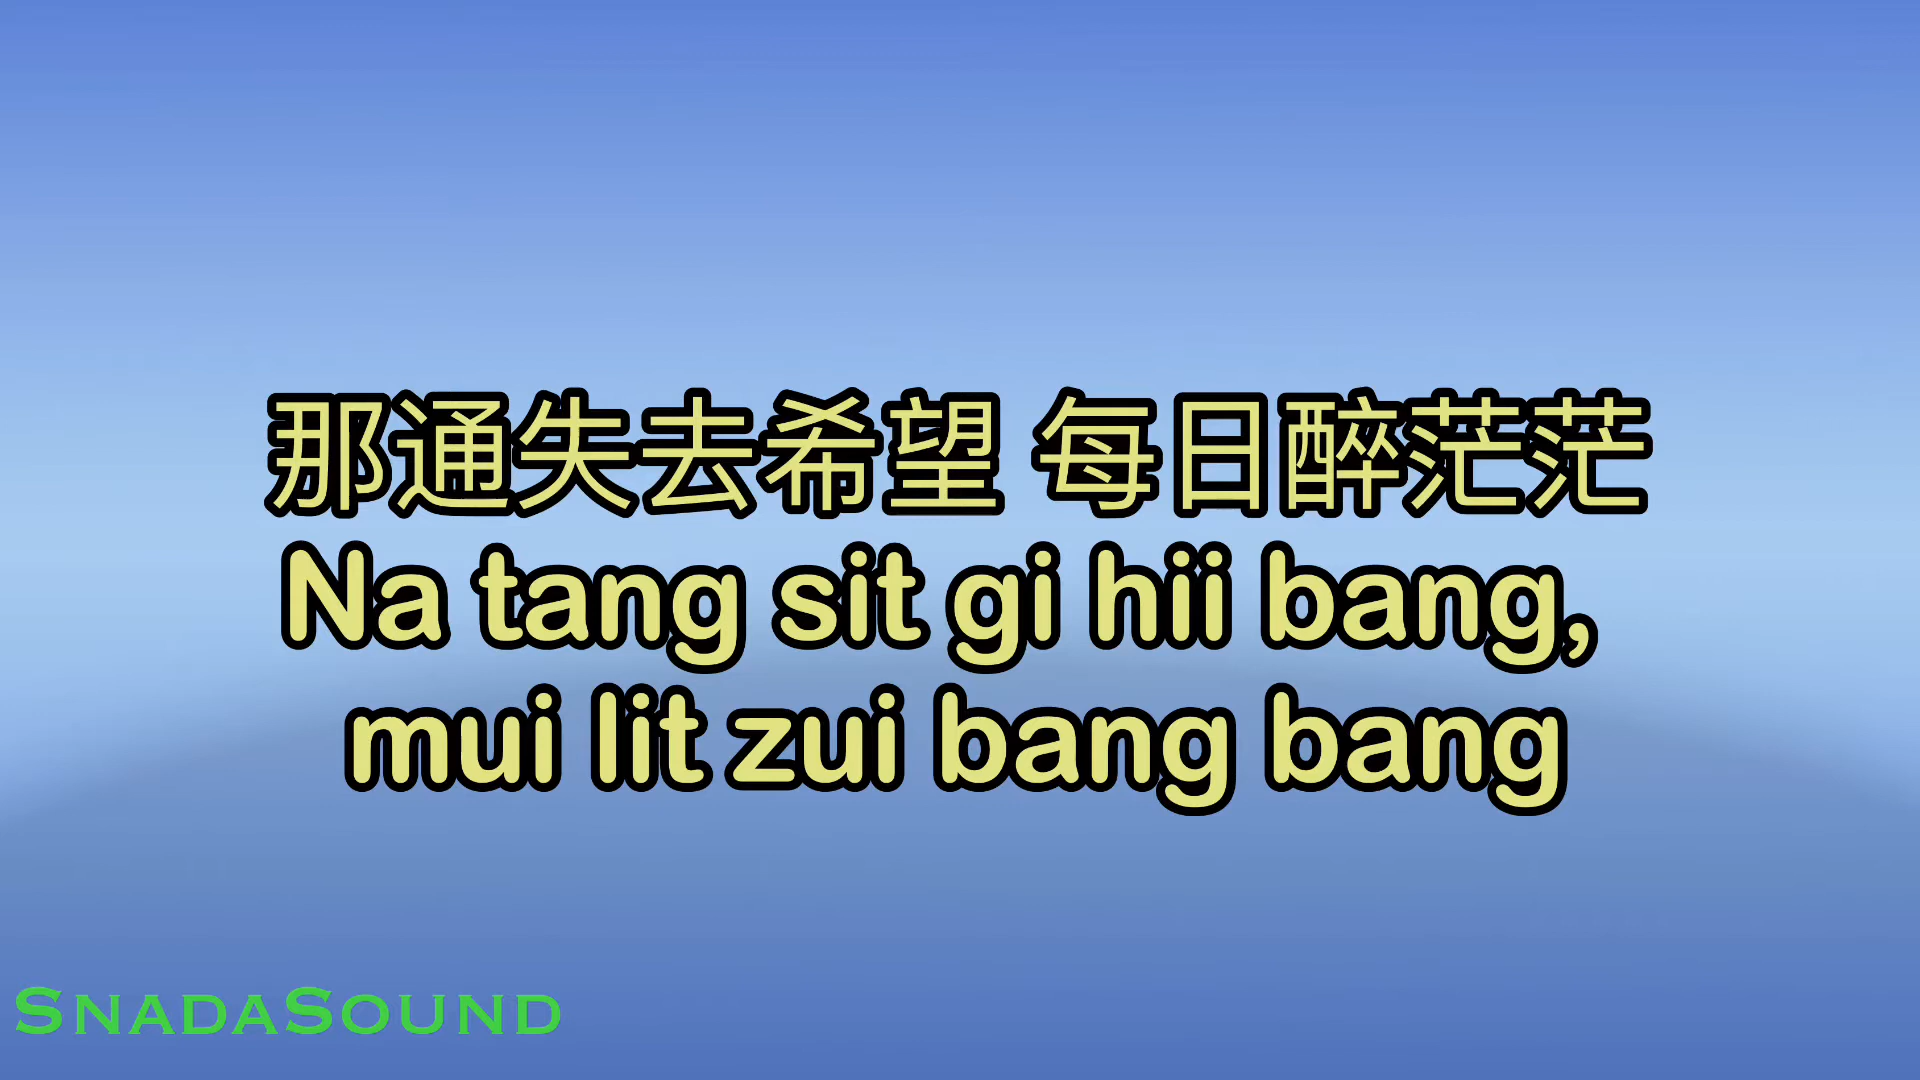 那通失去希望 每日醉茫茫
Na tang sit gi hii bang,
mui lit zui bang bang
SnadaSound